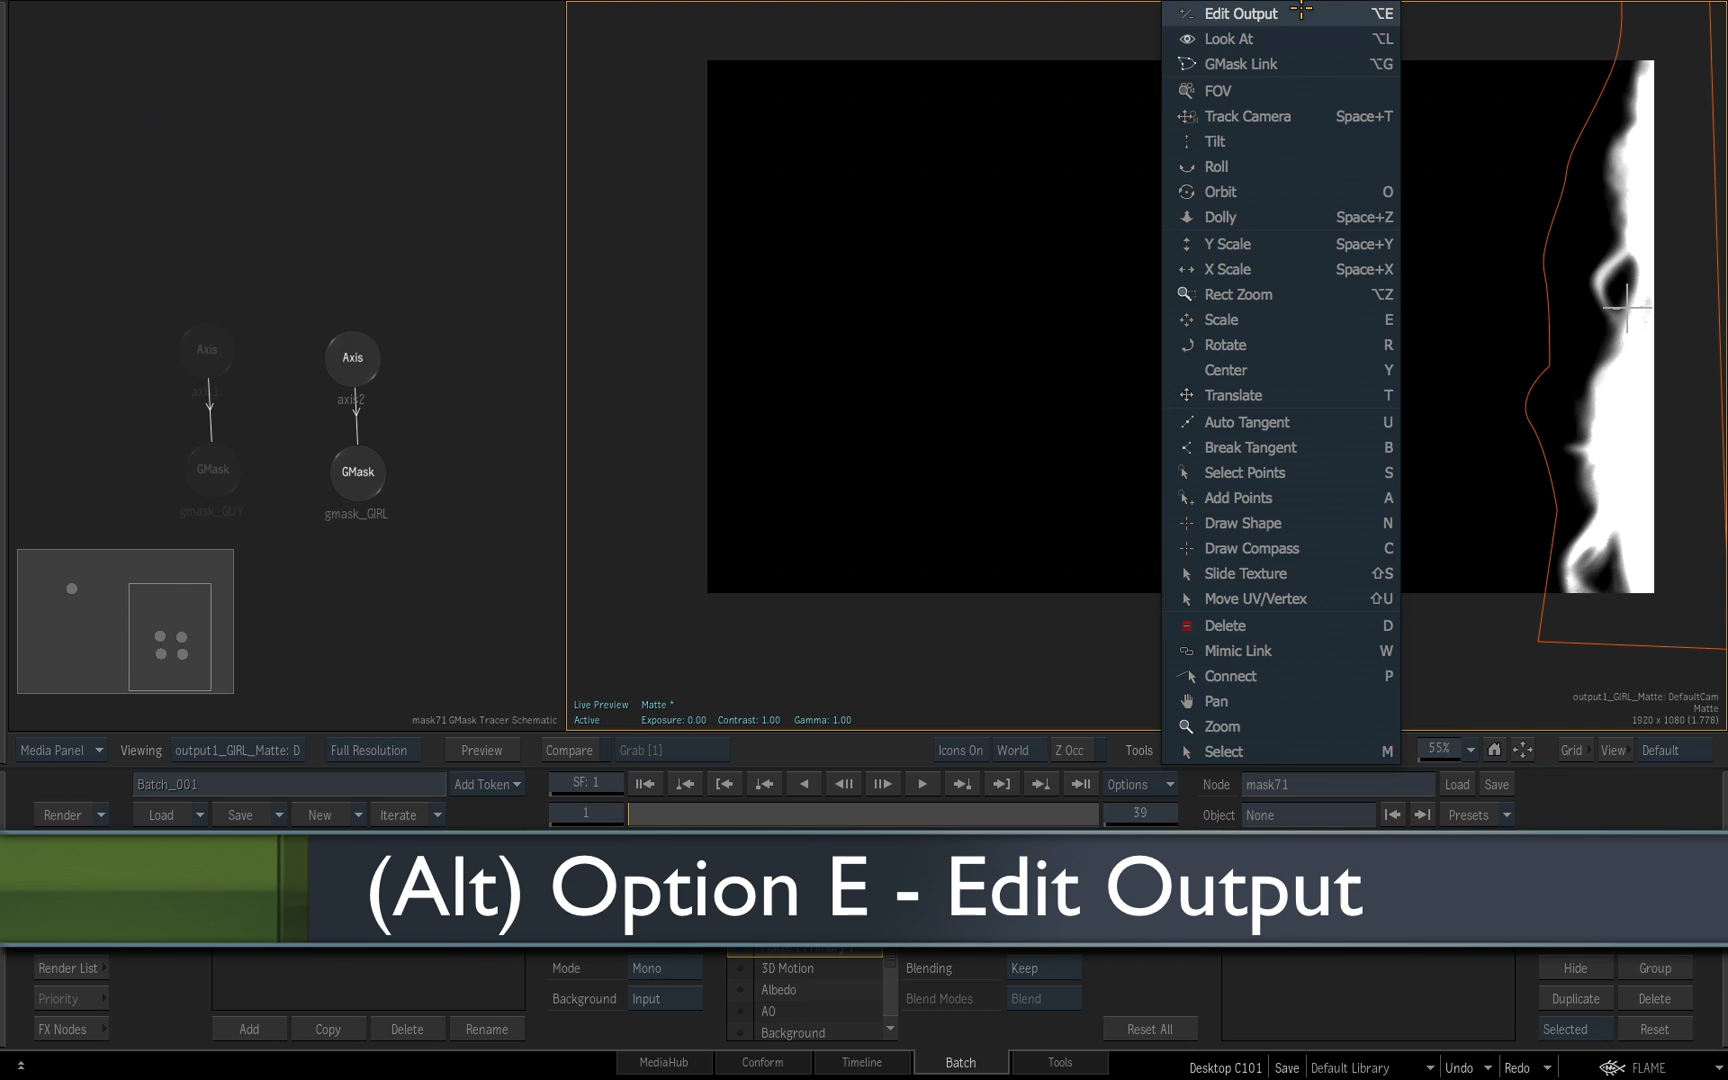 Edit Output ⌥E
Look At ⌥L
GMask Link ⌥G
FOV
Track Camera Space+T
Tilt
Roll
Orbit O
Dolly Space+Z
Y Scale Space+Y
X Scale Space+X
Rect Zoom ⌥Z
Scale E
Rotate R
Center Y
Translate T
Auto Tangent U
Break Tangent B
Select Points S
Add Points A
Draw Shape N
Draw Compass C
Slide Texture ⇧S
Move UV/Vertex ⇧U
Delete D
Mimic Link W
Connect P
Pan
Zoom
Select M
Axis
Axis
axis2
GMask
GMask
gmask_GUY
gmask_GIRL
mask71 GMask Tracer Schematic
Live Preview Matte *
Active Exposure: 0.00 Contrast: 1.00 Gamma: 1.00
output1_GIRL_Matte: DefaultCam
Matte
1920 x 1080 (1.778)
Media Panel Viewing output1_GIRL_Matte: D Full Resolution Preview Compare Grab [1] Icons On World Z Occ Tools 55% Grid View Default
Batch_001 Add Token SF: 1 Options Node mask71 Load Save
Render Load Save New Iterate 1 39 Object None Presets
(Alt) Option E - Edit Output
Render List Mode Mono 3D Motion Blending Keep Hide Group
Priority Background Input Albedo Blend Modes Blend Duplicate Delete
AO
FX Nodes Add Copy Delete Rename Background Reset All Selected Reset
MediaHub Conform Timeline Batch Tools Desktop C101 Save Default Library Undo Redo FLAME